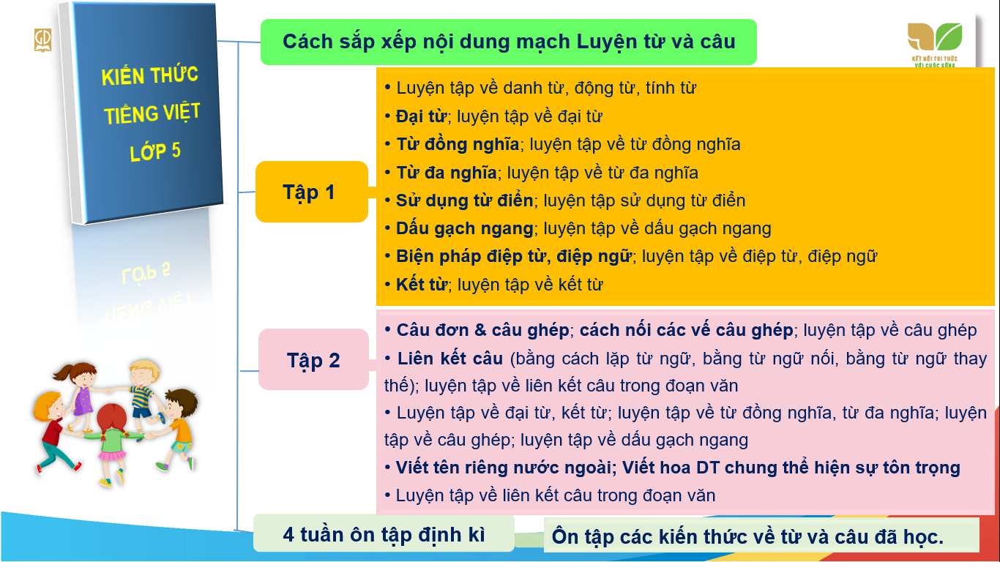 KIẾN THỨC
TIẾNG VIỆT
LỚP 5
Cách sắp xếp nội dung mạch Luyện từ và câu
KẾT NỐI TRI THỨC
VỚI CUỘC SỐNG
Tập 1
• Luyện tập về danh từ, động từ, tính từ
• Đại từ; luyện tập về đại từ
• Từ đồng nghĩa; luyện tập về từ đồng nghĩa
• Từ đa nghĩa; luyện tập về từ đa nghĩa
• Sử dụng từ điển; luyện tập sử dụng từ điển
• Dấu gạch ngang; luyện tập về dấu gạch ngang
• Biện pháp điệp từ, điệp ngữ; luyện tập về điệp từ, điệp ngữ
• Kết từ; luyện tập về kết từ
Tập 2
• Câu đơn & câu ghép; cách nối các vế câu ghép; luyện tập về câu ghép
• Liên kết câu (bằng cách lặp từ ngữ, bằng từ ngữ nối, bằng từ ngữ thay
thế); luyện tập về liên kết câu trong đoạn văn
• Luyện tập về đại từ, kết từ; luyện tập về từ đồng nghĩa, từ đa nghĩa; luyện
tập về câu ghép; luyện tập về dấu gạch ngang
• Viết tên riêng nước ngoài; Viết hoa DT chung thể hiện sự tôn trọng
• Luyện tập về liên kết câu trong đoạn văn
4 tuần ôn tập định kì
Ôn tập các kiến thức về từ và câu đã học.